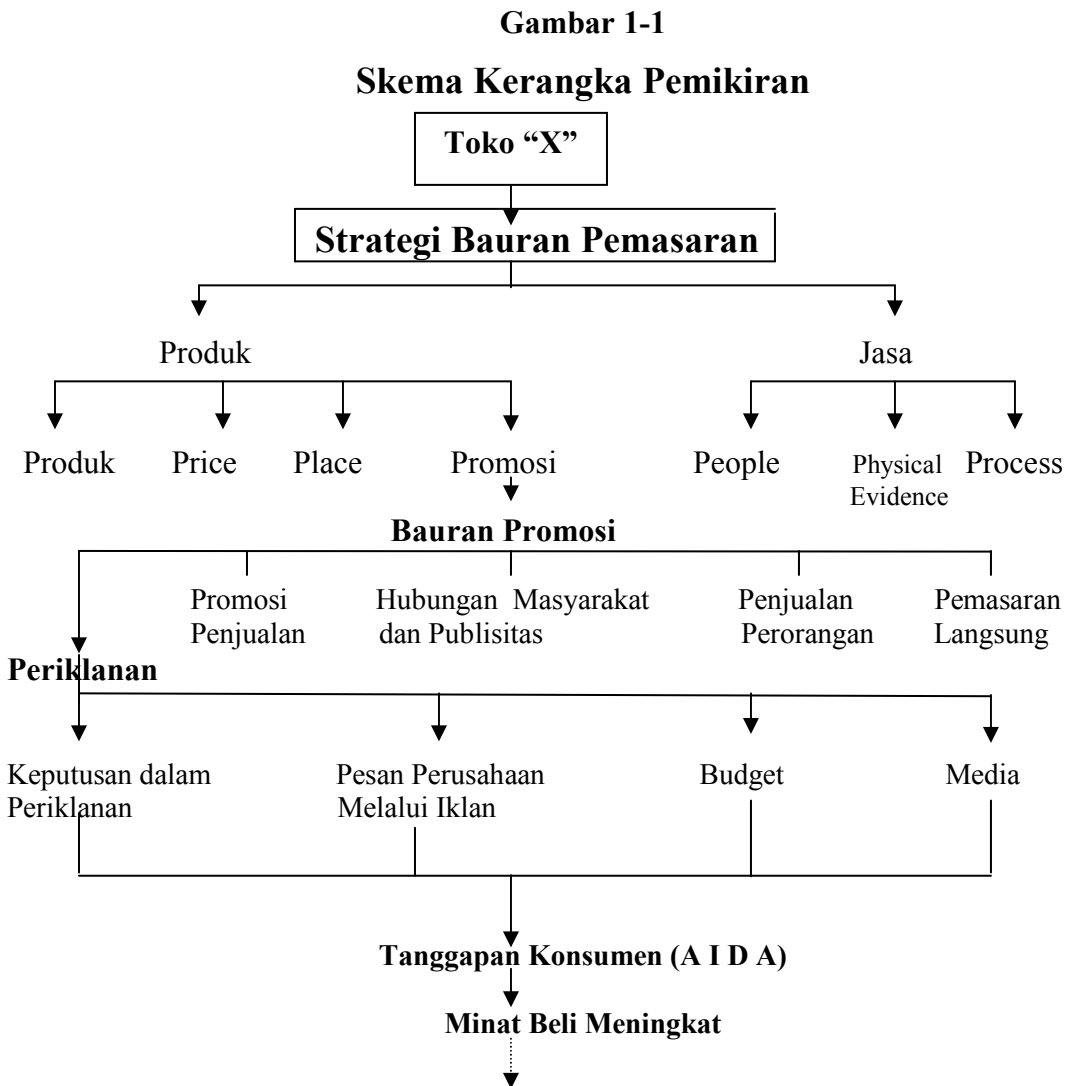 Gambar 1-1
Skema Kerangka Pemikiran
Toko “X”
Strategi Bauran Pemasaran
Produk Jasa
Produk Price Place Promosi People Physical Evidence Process
Bauran Promosi
Promosi Penjualan
Hubungan Masyarakat dan Publisitas
Penjualan Perorangan
Pemasaran Langsung
Periklanan
Keputusan dalam Periklanan
Pesan Perusahaan Melalui Iklan
Budget
Media
Tanggapan Konsumen (A I D A)
Minat Beli Meningkat